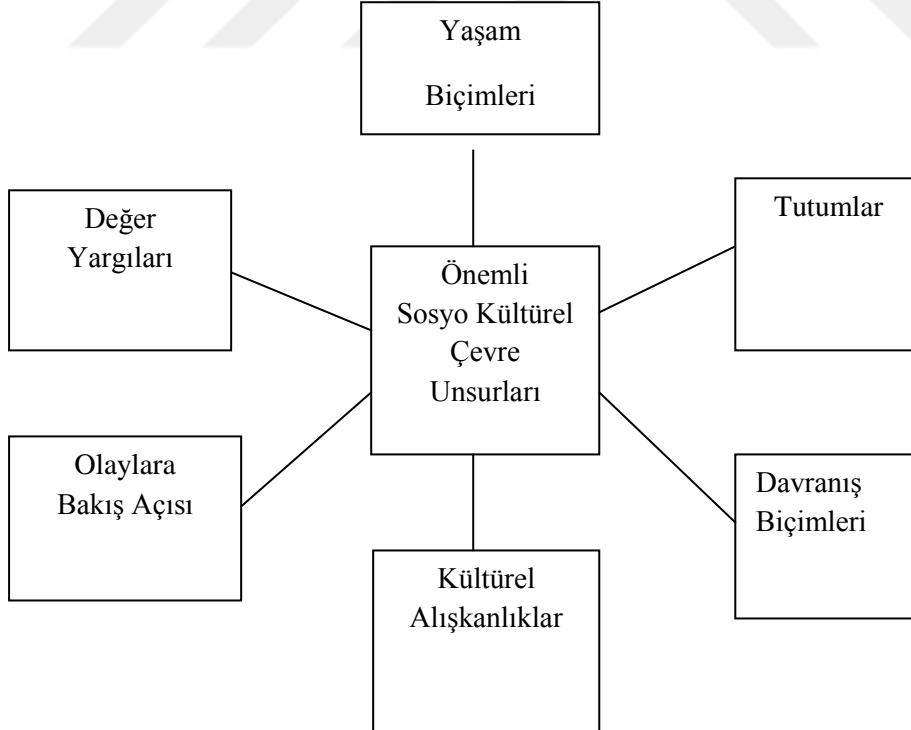 Yaşam
Biçimleri
Değer
Yargıları
Tutumlar
Önemli
Sosyo Kültürel
Çevre
Unsurları
Olaylara
Bakış Açısı
Davranış
Biçimleri
Kültürel
Alışkanlıklar